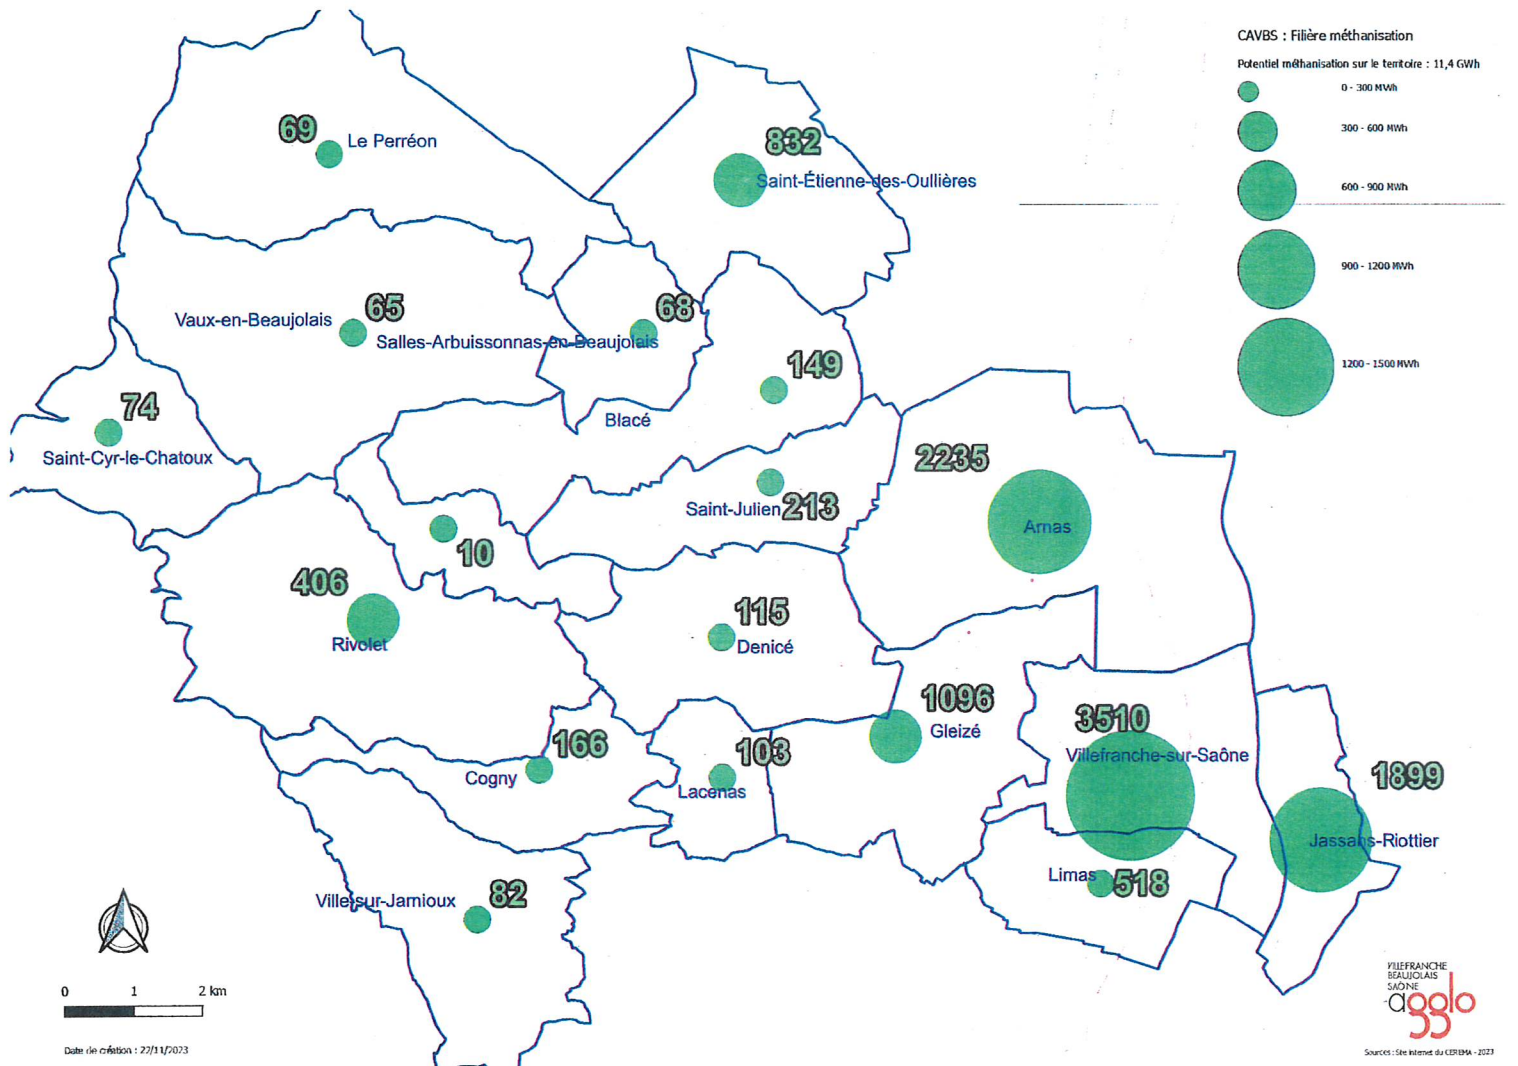 CAVBS : Filière méthanisation
Potentiel méthanisation sur le territoire : 11,4 GWh
0 - 300 MWh
300 - 600 MWh
600 - 900 MWh
900 - 1200 MWh
1200 - 1500 MWh
69
Le Perréon
832
Saint-Étienne-des-Oullières
65
Vaux-en-Beaujolais
68
Salles-Arbuissonnas-en-Beaujolais
149
Blacé
74
Saint-Cyr-le-Chatoux
2235
Arnas
Saint-Julien
213
10
406
Rivolet
115
Denicé
1096
Gleizé
3510
Villefranche-sur-Saône
166
Cogny
103
Lacenas
1899
Jassans-Riottier
Limas
518
82
Ville-sur-Jarnioux
0 1 2 km
Date de création : 27/11/2023
VILLEFRANCHE
BEAUJOLAIS
SAÔNE
agglo
Sources : Site internet du CEREMA - 2023